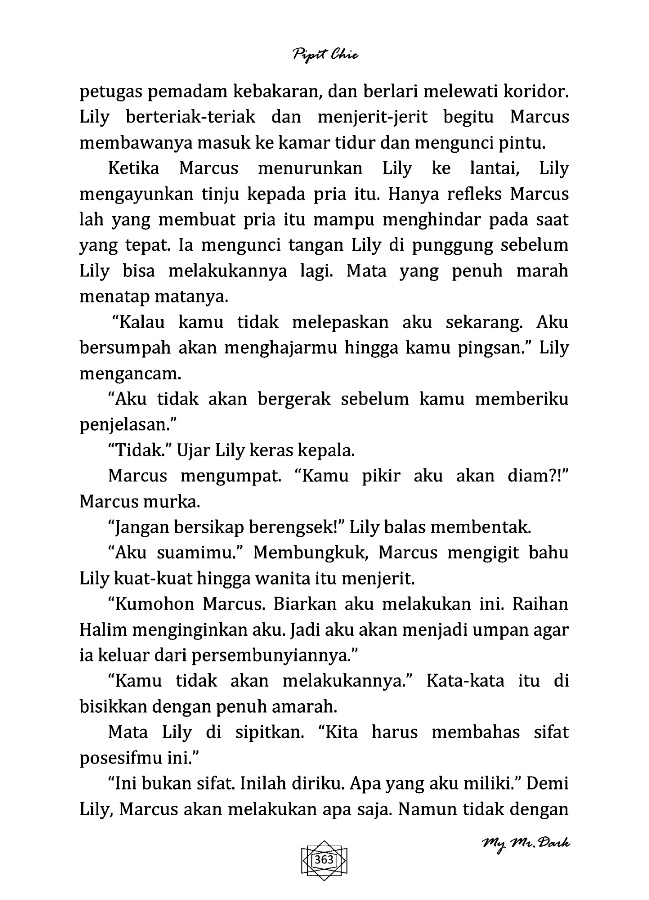 Pipit Chie
petugas pemadam kebakaran, dan berlari melewati koridor.
Lily berteriak-teriak dan menjerit-jerit begitu Marcus
membawanya masuk ke kamar tidur dan mengunci pintu.
Ketika Marcus menurunkan Lily ke lantai, Lily
mengayunkan tinju kepada pria itu. Hanya refleks Marcus
lah yang membuat pria itu mampu menghindar pada saat
yang tepat. Ia mengunci tangan Lily di punggung sebelum
Lily bisa melakukannya lagi. Mata yang penuh marah
menatap matanya.
“Kalau kamu tidak melepaskan aku sekarang. Aku
bersumpah akan menghajarmu hingga kamu pingsan.” Lily
mengancam.
“Aku tidak akan bergerak sebelum kamu memberiku
penjelasan.”
“Tidak.” Ujar Lily keras kepala.
Marcus mengumpat. “Kamu pikir aku akan diam?!”
Marcus murka.
“Jangan bersikap berengsek!” Lily balas membentak.
“Aku suamimu.” Membungkuk, Marcus mengigit bahu
Lily kuat-kuat hingga wanita itu menjerit.
“Kumohon Marcus. Biarkan aku melakukan ini. Raihan
Halim menginginkan aku. Jadi aku akan menjadi umpan agar
ia keluar dari persembunyiannya.”
“Kamu tidak akan melakukannya.” Kata-kata itu di
bisikkan dengan penuh amarah.
Mata Lily di sipitkan. “Kita harus membahas sifat
posesifmu ini.”
“Ini bukan sifat. Inilah diriku. Apa yang aku miliki.” Demi
Lily, Marcus akan melakukan apa saja. Namun tidak dengan
My Mr. Dark
363